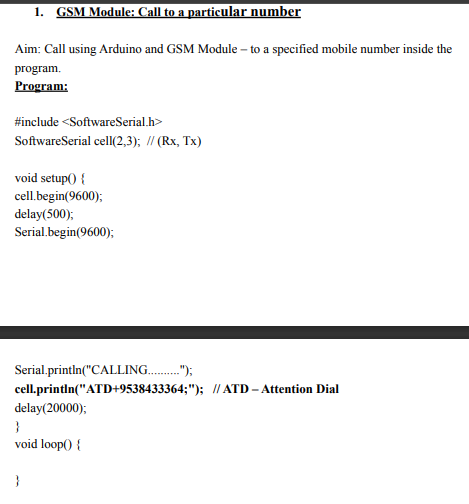 1. GSM Module: Call to a particular number
Aim: Call using Arduino and GSM Module – to a specified mobile number inside the
program.
Program:
#include <SoftwareSerial.h>
SoftwareSerial cell(2,3); // (Rx, Tx)
void setup() {
cell.begin(9600);
delay(500);
Serial.begin(9600);
Serial.println("CALLING..........");
cell.println("ATD+9538433364;"); // ATD – Attention Dial
delay(20000);
}
void loop() {
}